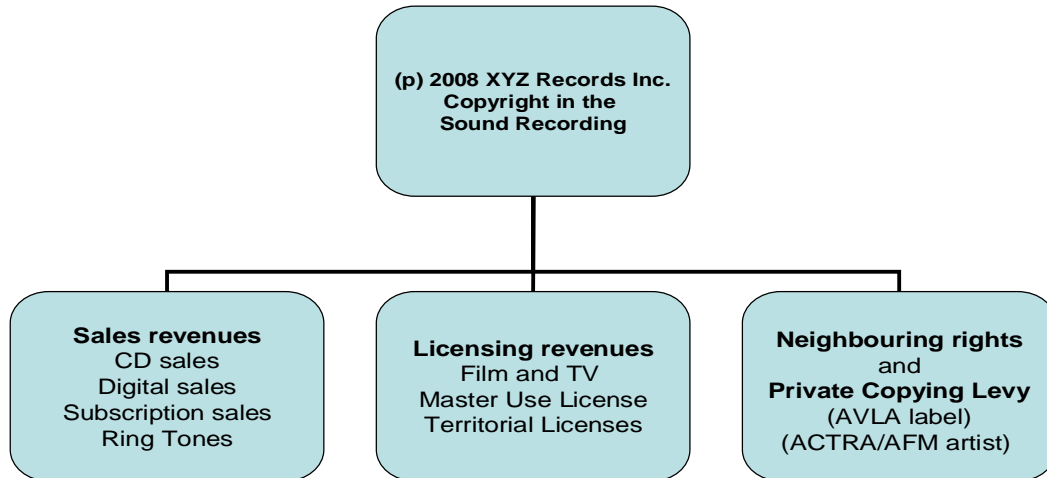 (p) 2008 XYZ Records Inc.
Copyright in the
Sound Recording
Sales revenues
CD sales
Digital sales
Subscription sales
Ring Tones
Licensing revenues
Film and TV
Master Use License
Territorial Licenses
Neighbouring rights
and
Private Copying Levy
(AVLA label)
(ACTRA/AFM artist)